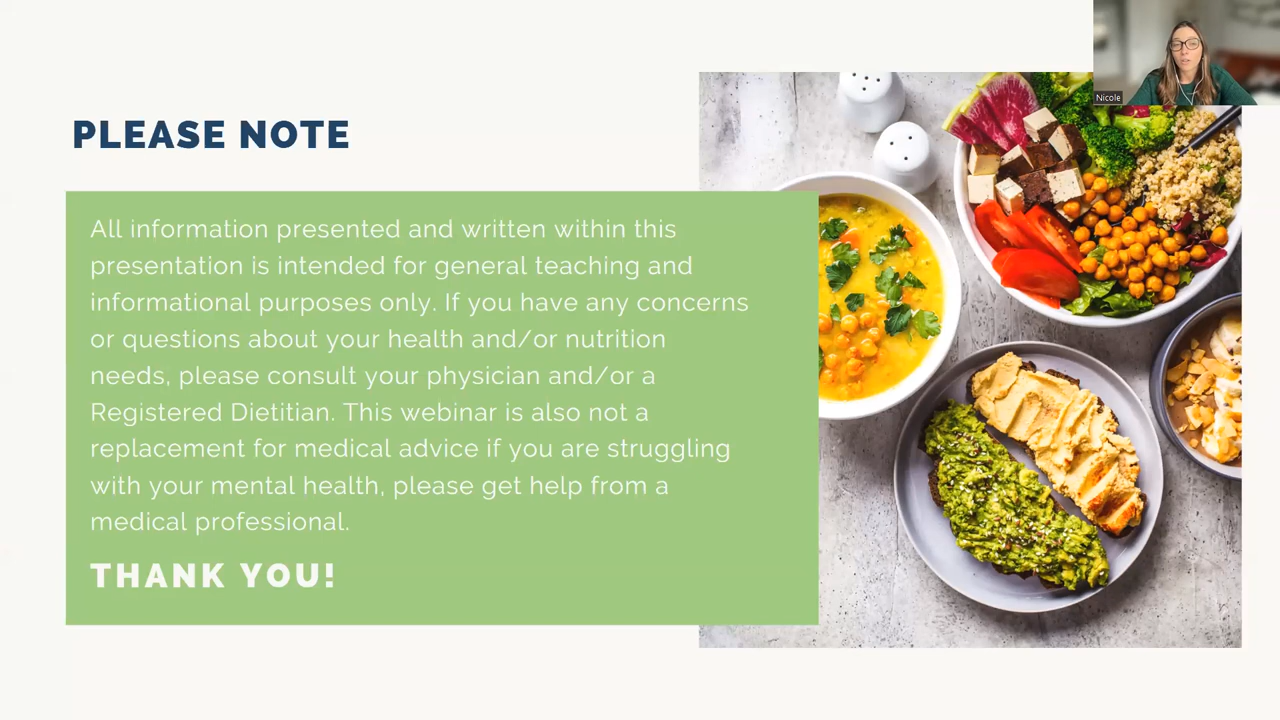 PLEASE NOTE
All information presented and written within this
presentation is intended for general teaching and
informational purposes only. If you have any concerns
or questions about your health and/or nutrition
needs, please consult your physician and/or a
Registered Dietitian. This webinar is also not a
replacement for medical advice if you are struggling
with your mental health, please get help from a
medical professional.
THANK YOU!
Nicole